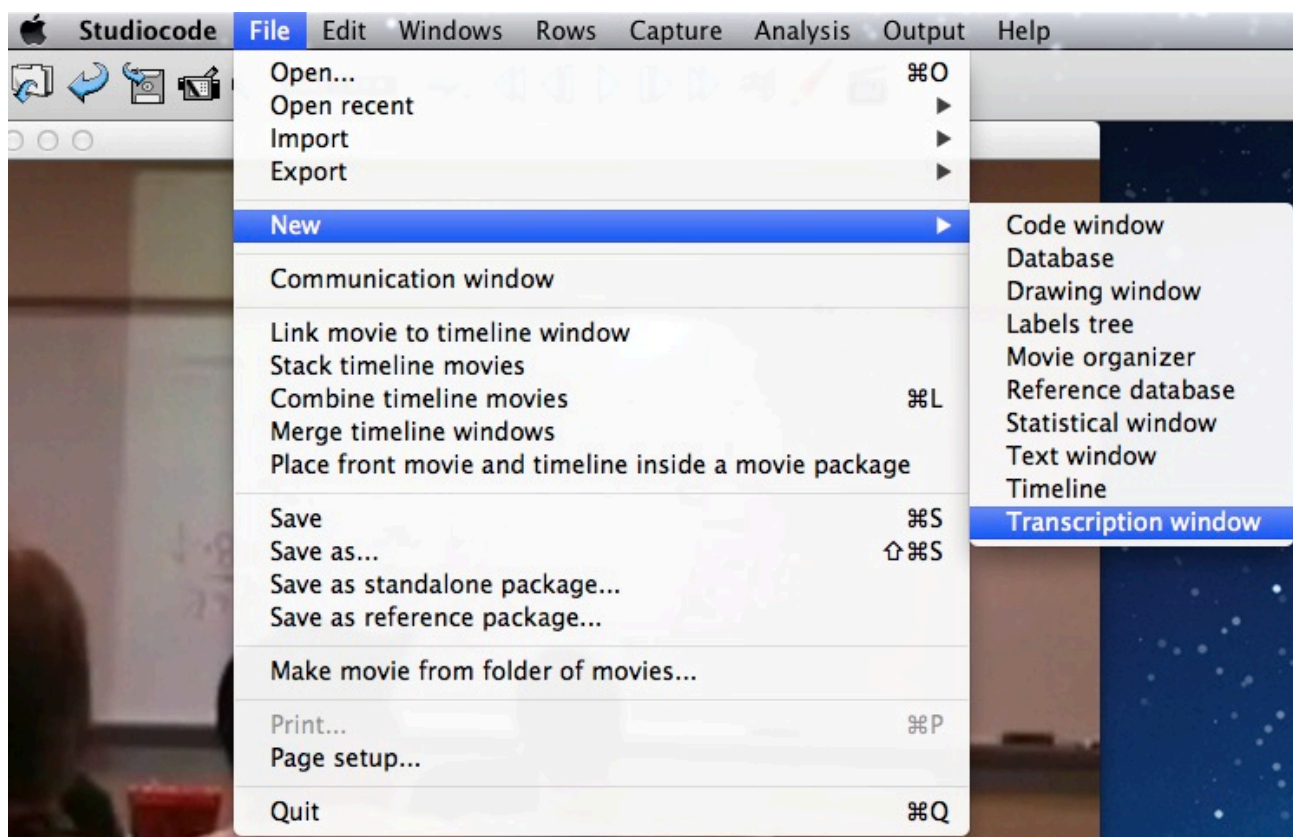 Studiocode File Edit Windows Rows Capture Analysis Output Help
Open... ⌘O
Open recent ▶
Import ▶
Export ▶
New ▶
Communication window
Link movie to timeline window
Stack timeline movies
Combine timeline movies ⌘L
Merge timeline windows
Place front movie and timeline inside a movie package
Save ⌘S
Save as... ⇧⌘S
Save as standalone package...
Save as reference package...
Make movie from folder of movies...
Print... ⌘P
Page setup...
Quit ⌘Q
Code window
Database
Drawing window
Labels tree
Movie organizer
Reference database
Statistical window
Text window
Timeline
Transcription window